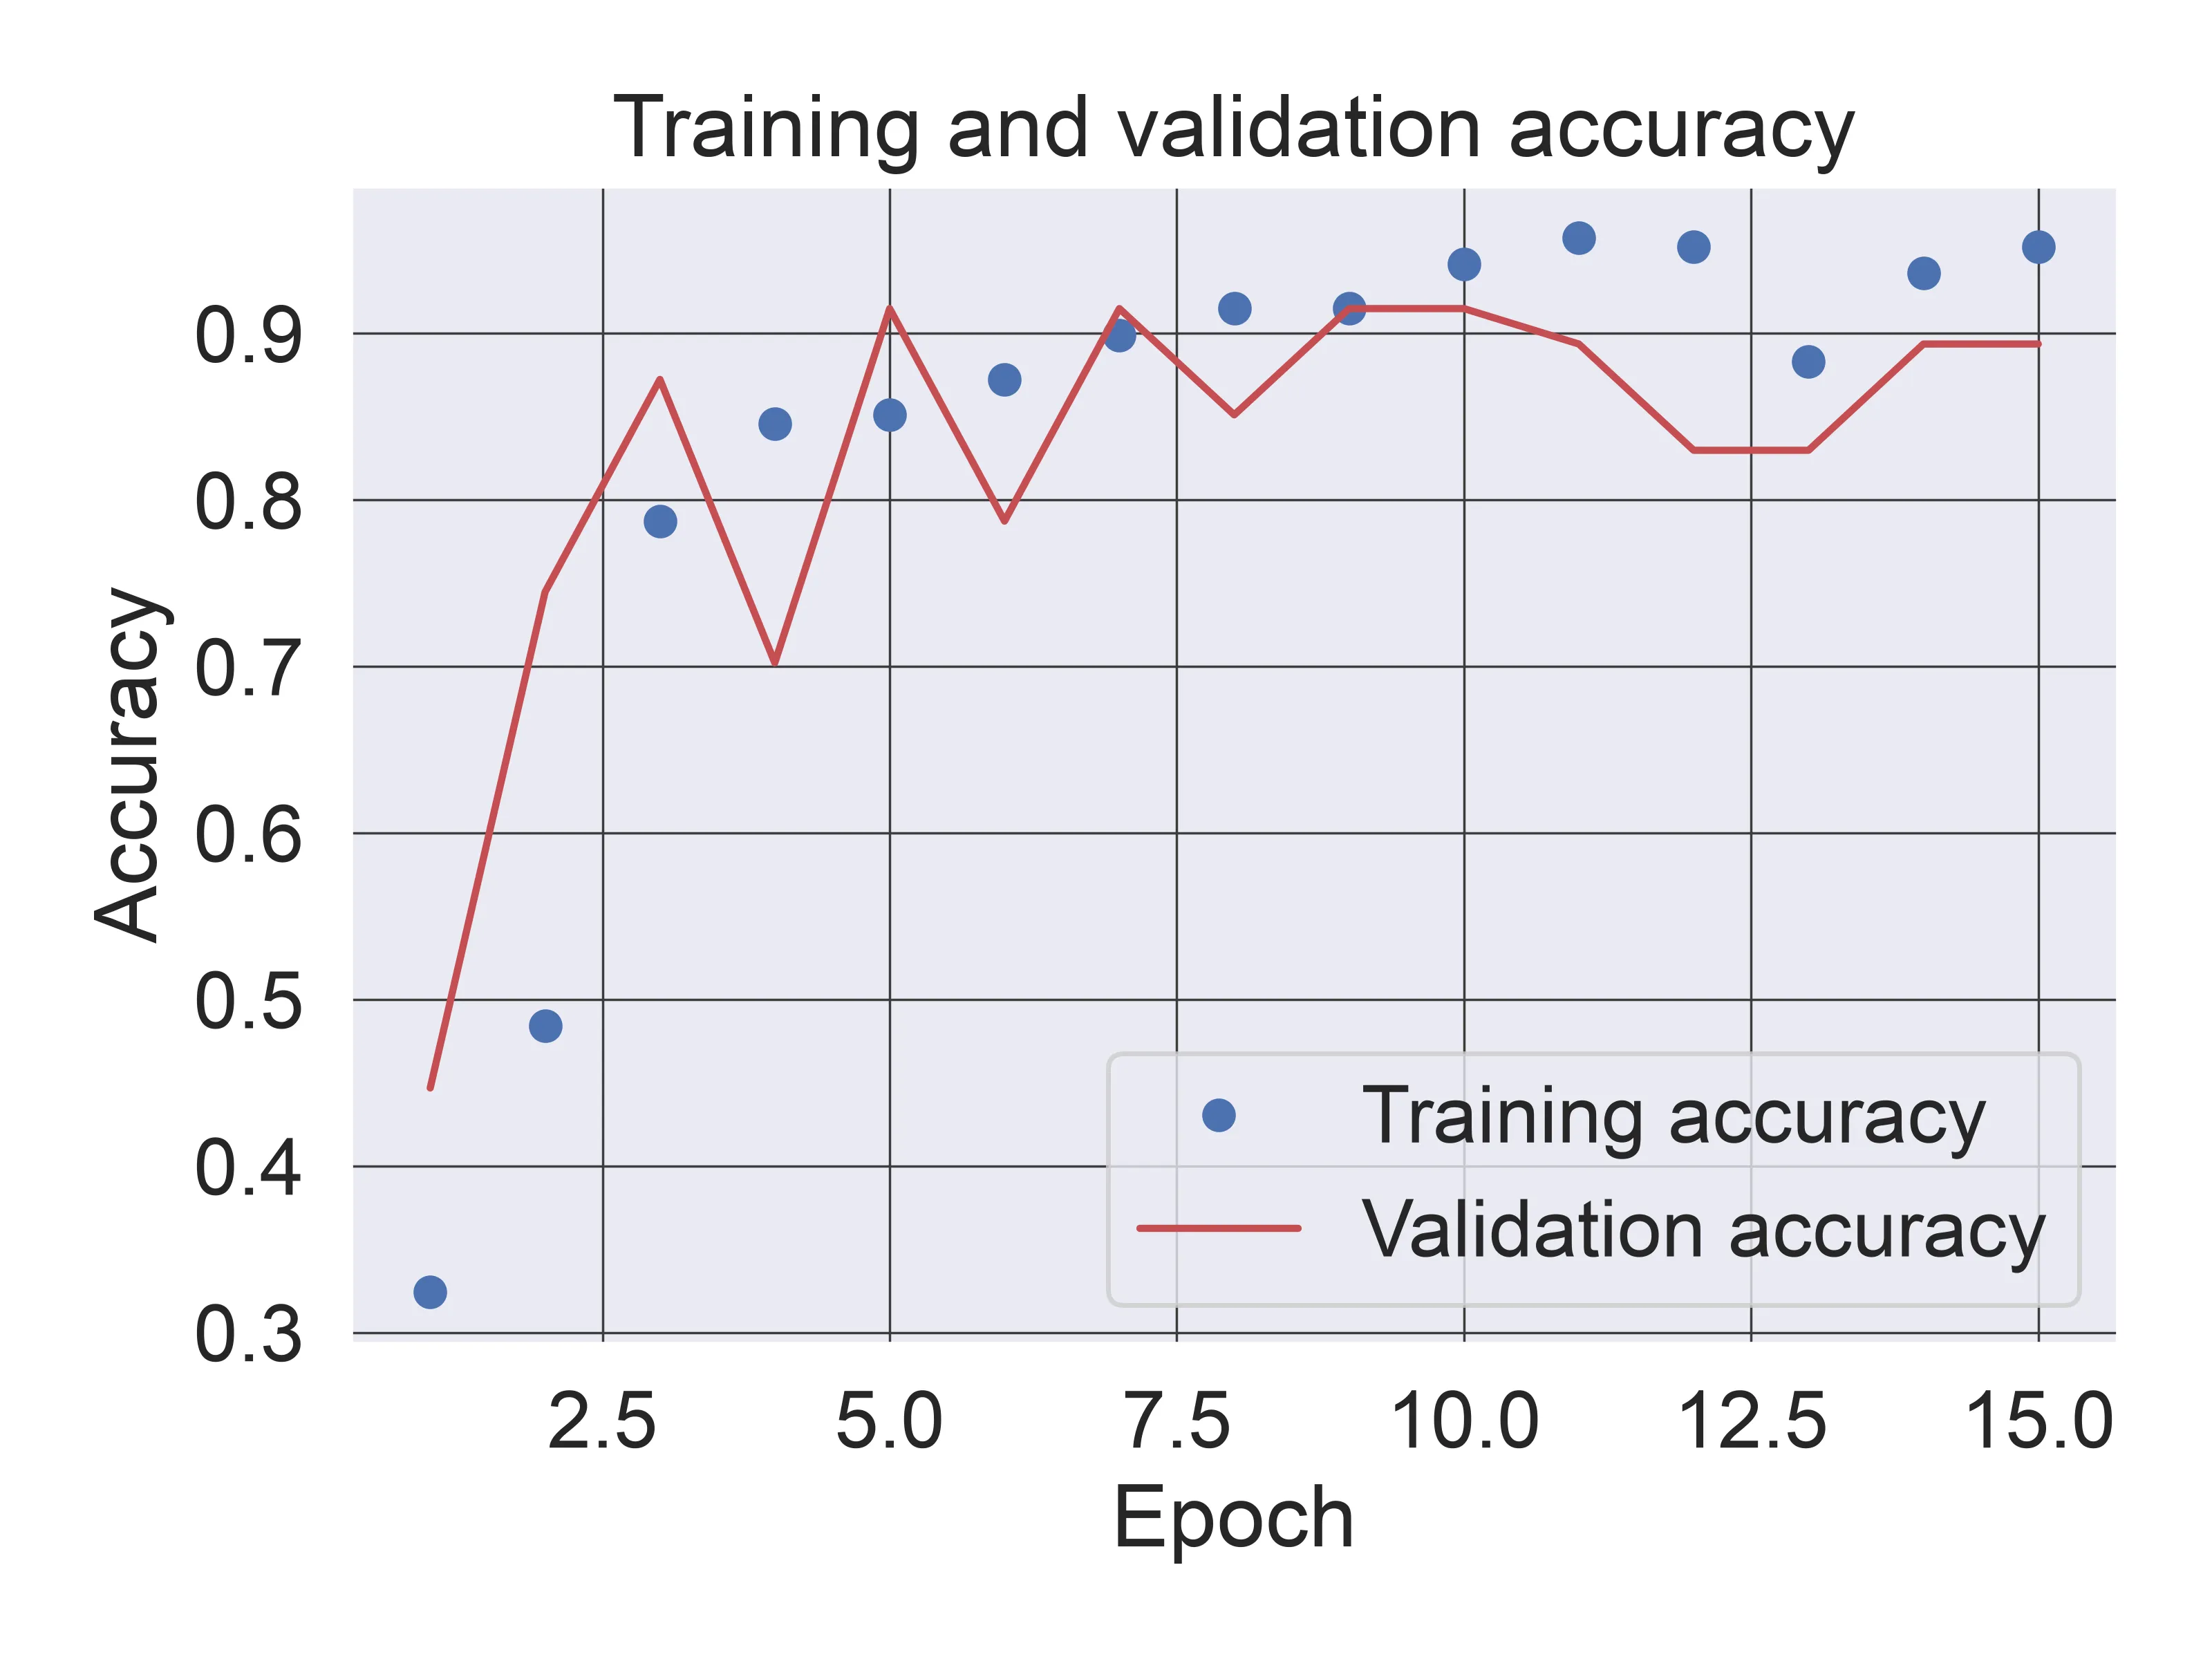 Training and validation accuracy
0.9
0.8
0.7
0.6
0.5
0.4
0.3
Accuracy
Training accuracy
Validation accuracy
2.5 5.0 7.5 10.0 12.5 15.0
Epoch